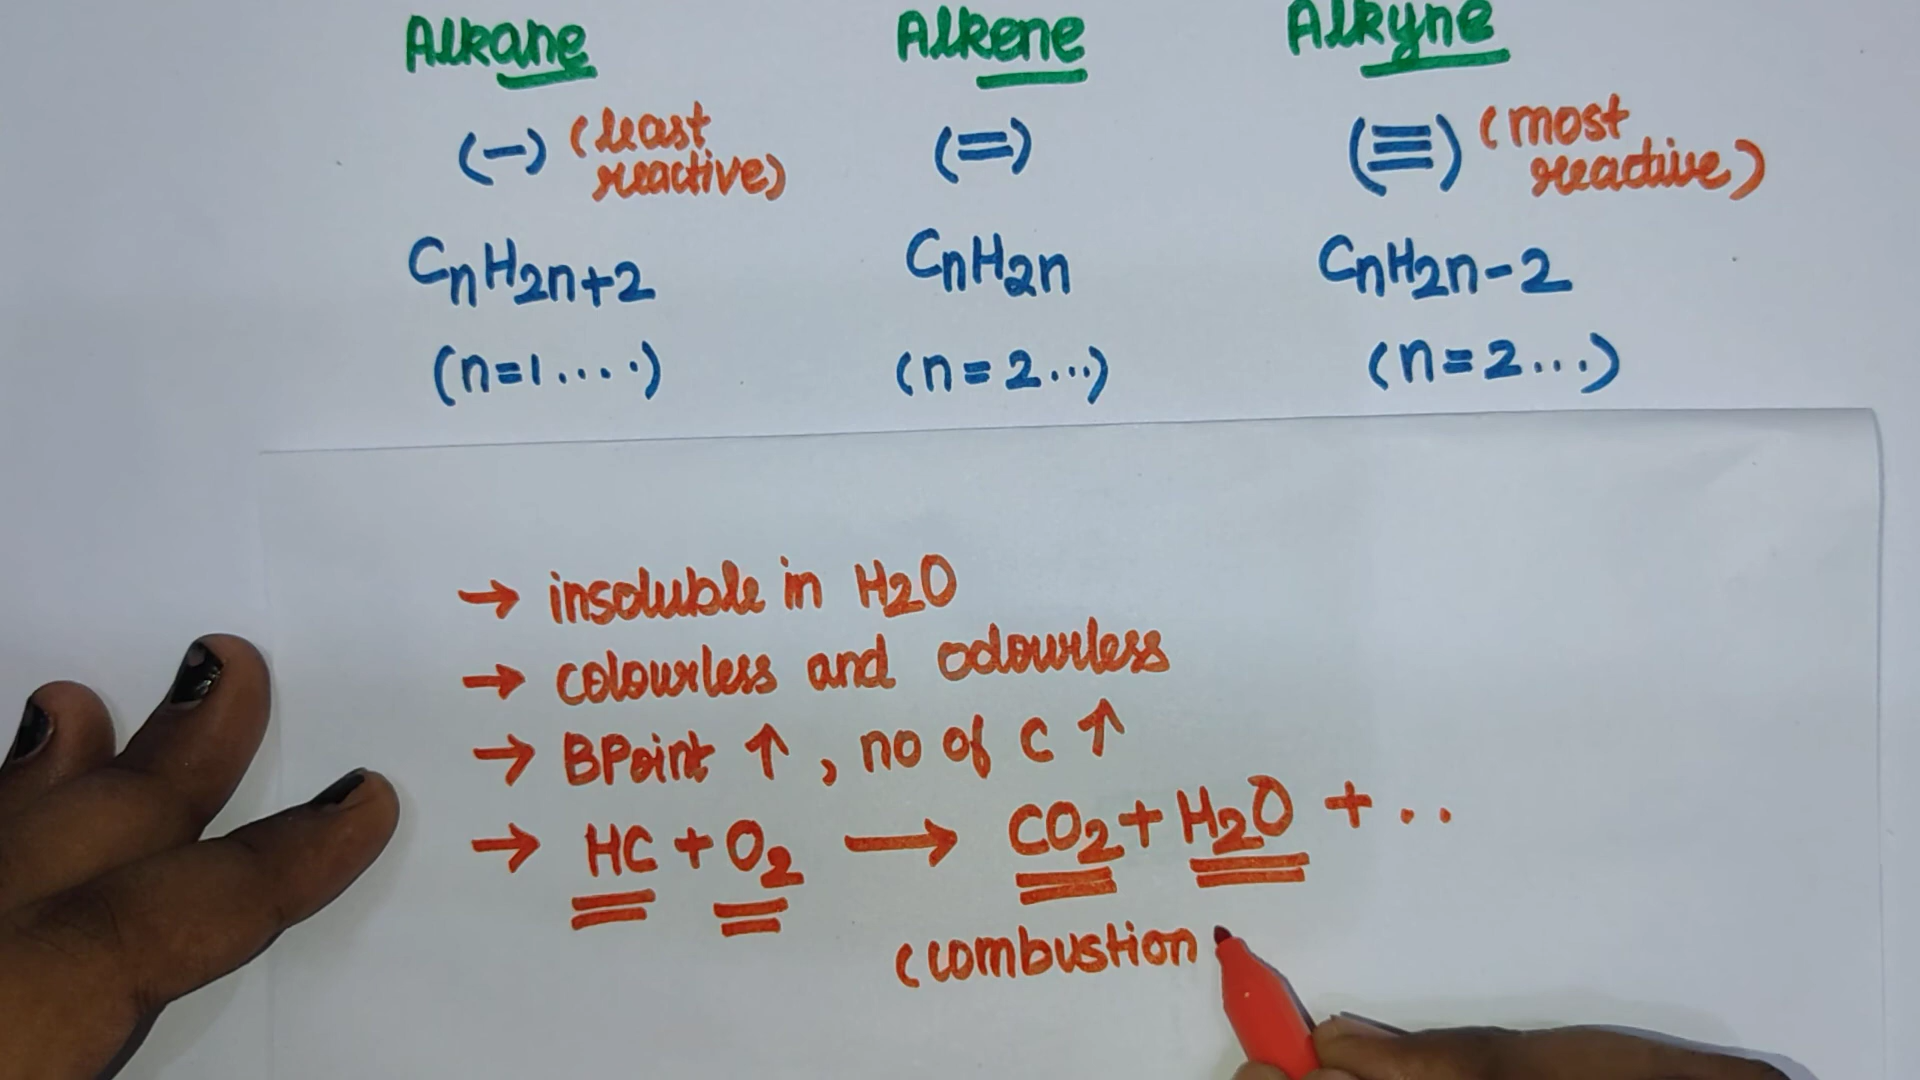 Alkane Alkene Alkyne
(-) (least reactive) (=) (≡) (most reactive)
CnH2n+2 CnH2n CnH2n-2
(n=1....) (n=2...) (n=2...)
→ insoluble in H2O
→ colourless and odourless
→ BPoint ↑, no of C ↑
→ HC + O2 → CO2 + H2O + ..
(combustion